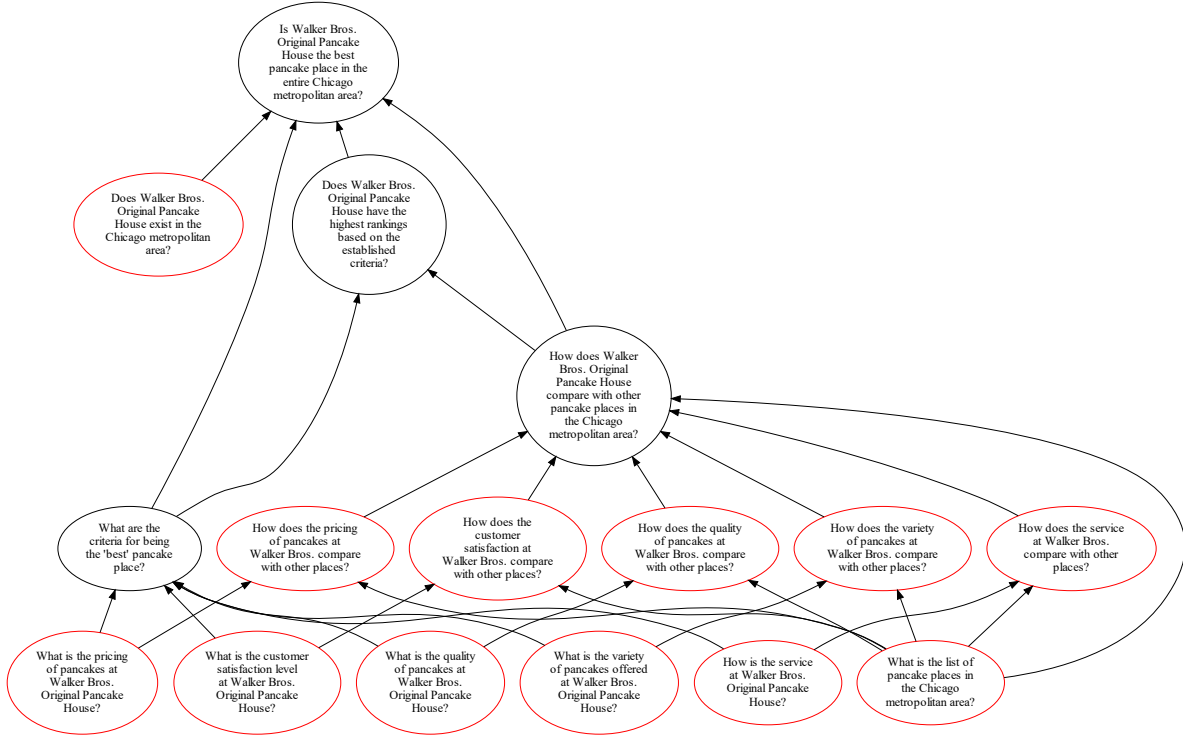 Is Walker Bros.
Original Pancake
House the best
pancake place in the
entire Chicago
metropolitan area?
Does Walker Bros.
Original Pancake
House exist in the
Chicago metropolitan
area?
Does Walker Bros.
Original Pancake
House have the
highest rankings
based on the
established
criteria?
How does Walker
Bros. Original
Pancake House
compare with other
pancake places in
the Chicago
metropolitan area?
What are the
criteria for being
the 'best' pancake
place?
How does the pricing
of pancakes at
Walker Bros. compare
with other places?
How does the
customer
satisfaction at
Walker Bros. compare
with other places?
How does the quality
of pancakes at
Walker Bros. compare
with other places?
How does the variety
of pancakes at
Walker Bros. compare
with other places?
How does the service
at Walker Bros.
compare with other
places?
What is the pricing
of pancakes at
Walker Bros.
Original Pancake
House?
What is the customer
satisfaction level
at Walker Bros.
Original Pancake
House?
What is the quality
of pancakes at
Walker Bros.
Original Pancake
House?
What is the variety
of pancakes offered
at Walker Bros.
Original Pancake
House?
How is the service
at Walker Bros.
Original Pancake
House?
What is the list of
pancake places in
the Chicago
metropolitan area?